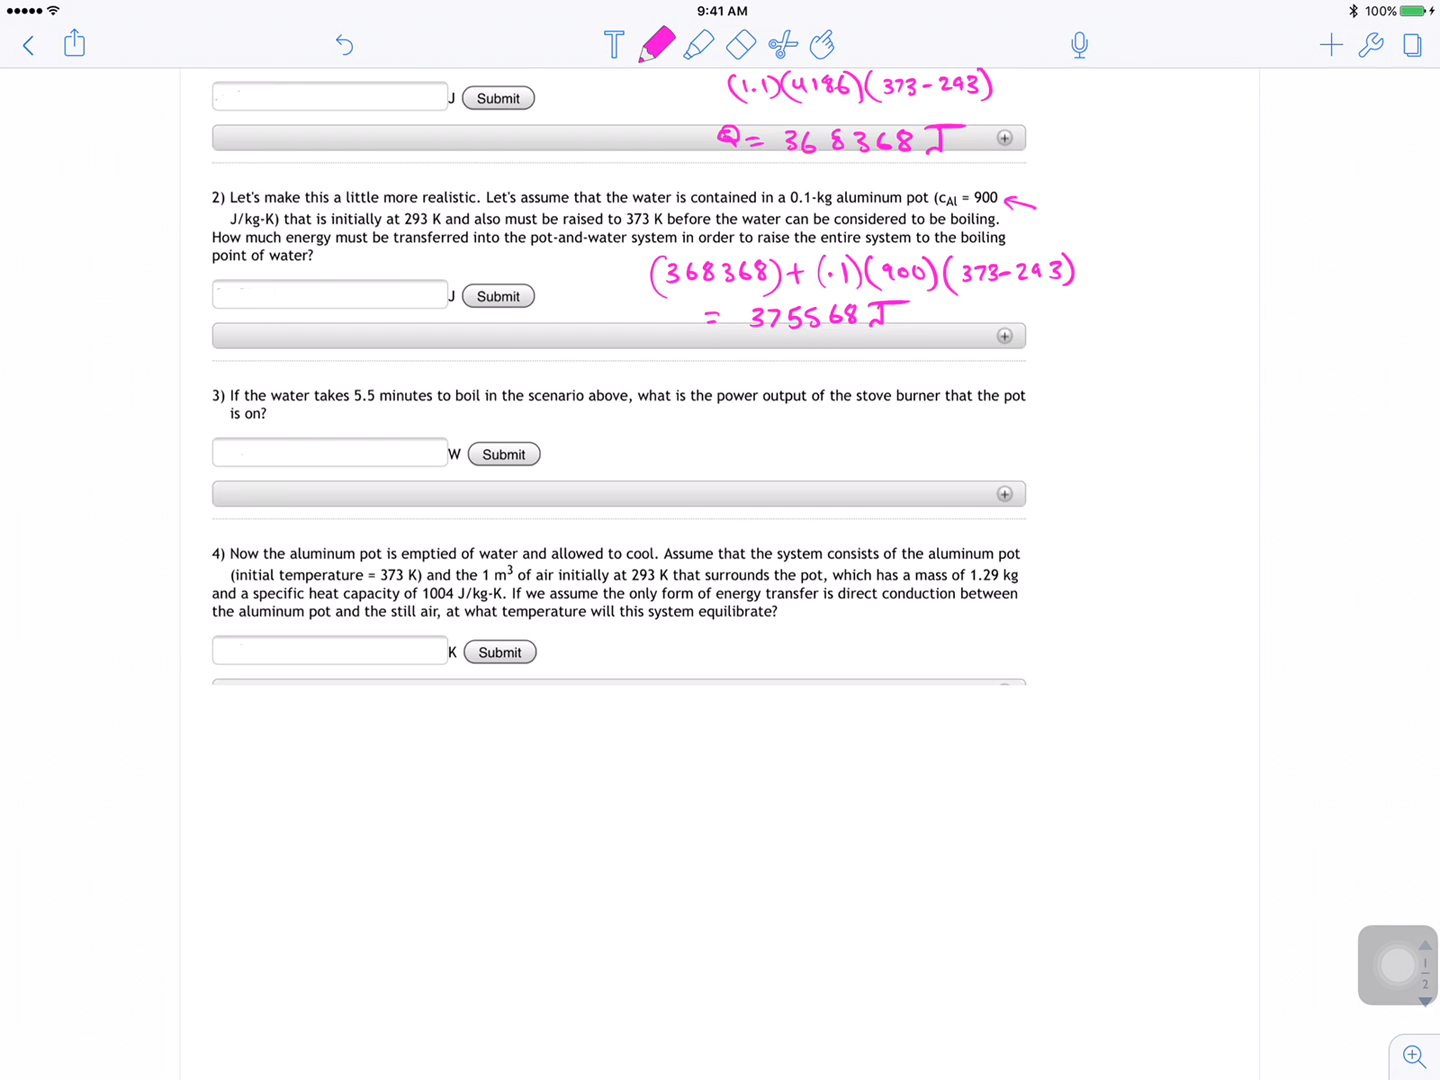 9:41 AM
100%
T
(1.1)(4186)(373-293)
J Submit
Q = 368368 J
2) Let's make this a little more realistic. Let's assume that the water is contained in a 0.1-kg aluminum pot (cAl = 900
J/kg-K) that is initially at 293 K and also must be raised to 373 K before the water can be considered to be boiling.
How much energy must be transferred into the pot-and-water system in order to raise the entire system to the boiling
point of water?
(368368)+(.1)(900)(373-293)
J Submit
= 375568 J
3) If the water takes 5.5 minutes to boil in the scenario above, what is the power output of the stove burner that the pot
is on?
W Submit
4) Now the aluminum pot is emptied of water and allowed to cool. Assume that the system consists of the aluminum pot
(initial temperature = 373 K) and the 1 m³ of air initially at 293 K that surrounds the pot, which has a mass of 1.29 kg
and a specific heat capacity of 1004 J/kg-K. If we assume the only form of energy transfer is direct conduction between
the aluminum pot and the still air, at what temperature will this system equilibrate?
K Submit
1
2